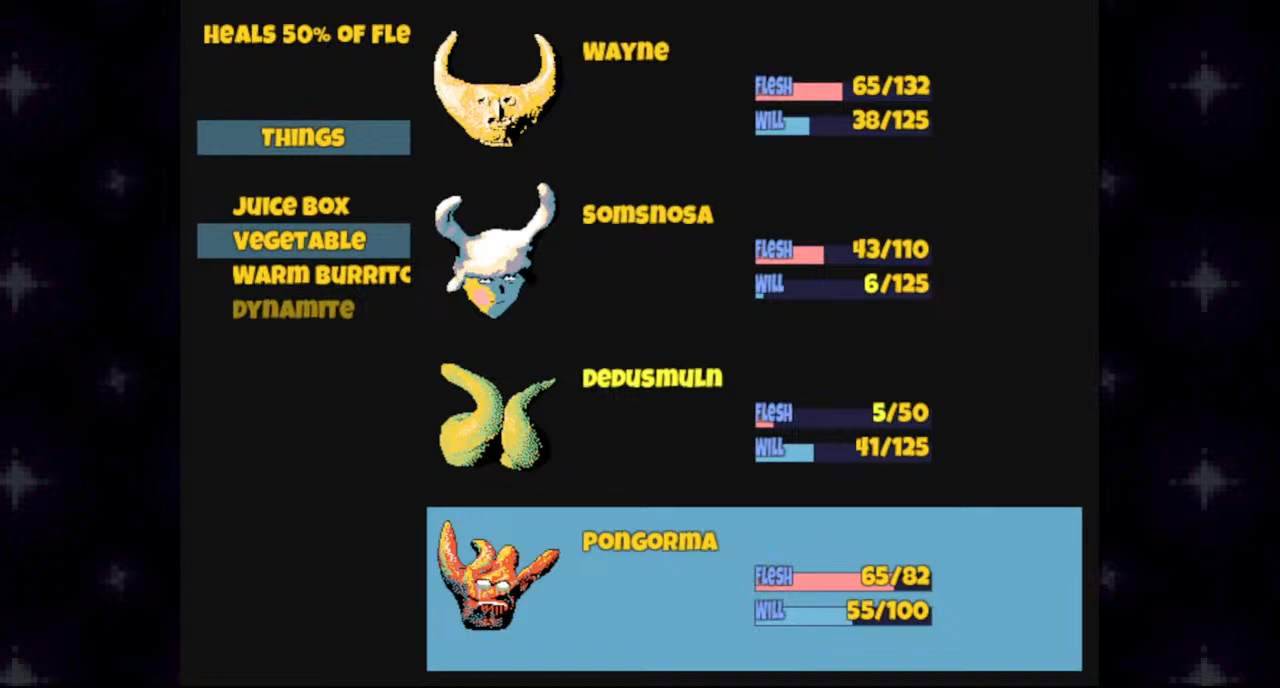 HEALS 50% OF FLE
THINGS
JUICE BOX
VEGETABLE
WARM BURRITO
DYNAMITE
WAYNE
FLESH 65/132
WILL 38/125
SOMSNOSA
FLESH 43/110
WILL 6/125
DEDUSMULN
FLESH 5/50
WILL 41/125
PONGORMA
FLESH 65/82
WILL 55/100